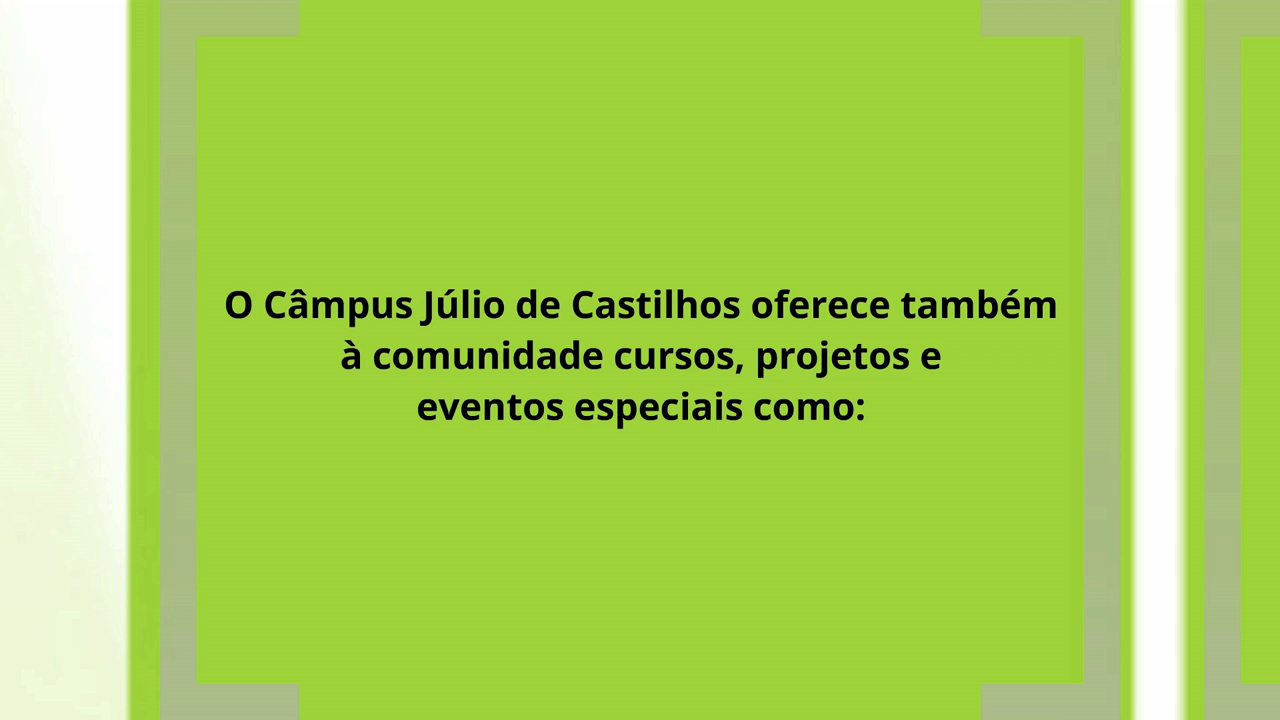 O Câmpus Júlio de Castilhos oferece também
à comunidade cursos, projetos e
eventos especiais como: